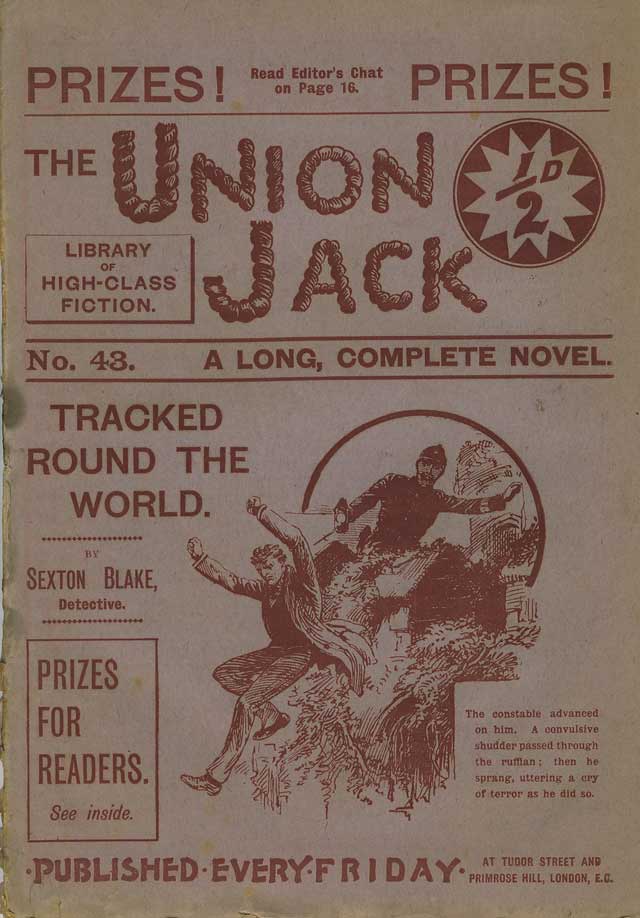 PRIZES!
Read Editor's Chat
on Page 16.
PRIZES!
THE UNION
JACK
1/2D
LIBRARY
OF
HIGH-CLASS
FICTION.
No. 43. A LONG, COMPLETE NOVEL.
TRACKED
ROUND THE
WORLD.
BY
SEXTON BLAKE,
Detective.
PRIZES
FOR
READERS.
See inside.
The constable advanced
on him. A convulsive
shudder passed through
the ruffian; then he
sprang, uttering a cry
of terror as he did so.
·PUBLISHED·EVERY·FRIDAY·
AT TUDOR STREET AND
PRIMROSE HILL, LONDON, E.C.